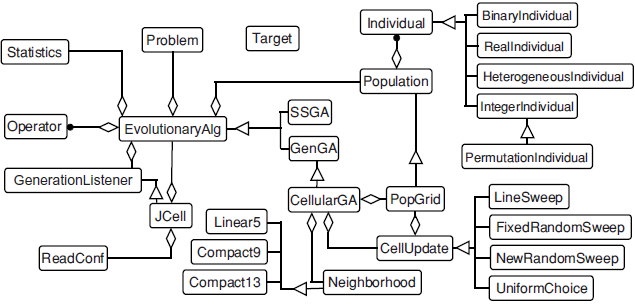 Statistics
Problem
Target
Individual
BinaryIndividual
RealIndividual
HeterogeneousIndividual
IntegerIndividual
PermutationIndividual
Population
Operator
EvolutionaryAlg
SSGA
GenGA
GenerationListener
JCell
CellularGA
PopGrid
ReadConf
Linear5
Compact9
Compact13
CellUpdate
Neighborhood
LineSweep
FixedRandomSweep
NewRandomSweep
UniformChoice